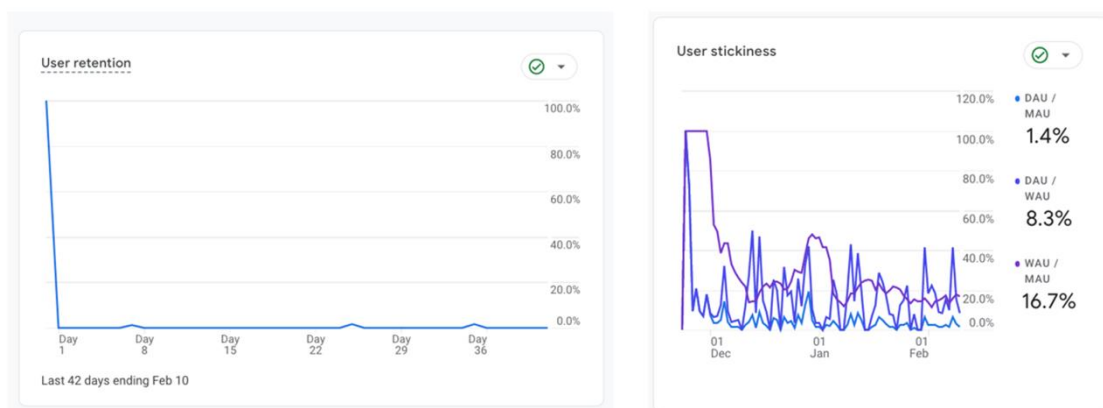 User retention
100.0%
80.0%
60.0%
40.0%
20.0%
0.0%
Day
1
Day
8
Day
15
Day
22
Day
29
Day
36
Last 42 days ending Feb 10
User stickiness
120.0%
100.0%
80.0%
60.0%
40.0%
20.0%
0.0%
01
Dec
01
Jan
01
Feb
DAU /
MAU
1.4%
DAU /
WAU
8.3%
WAU /
MAU
16.7%